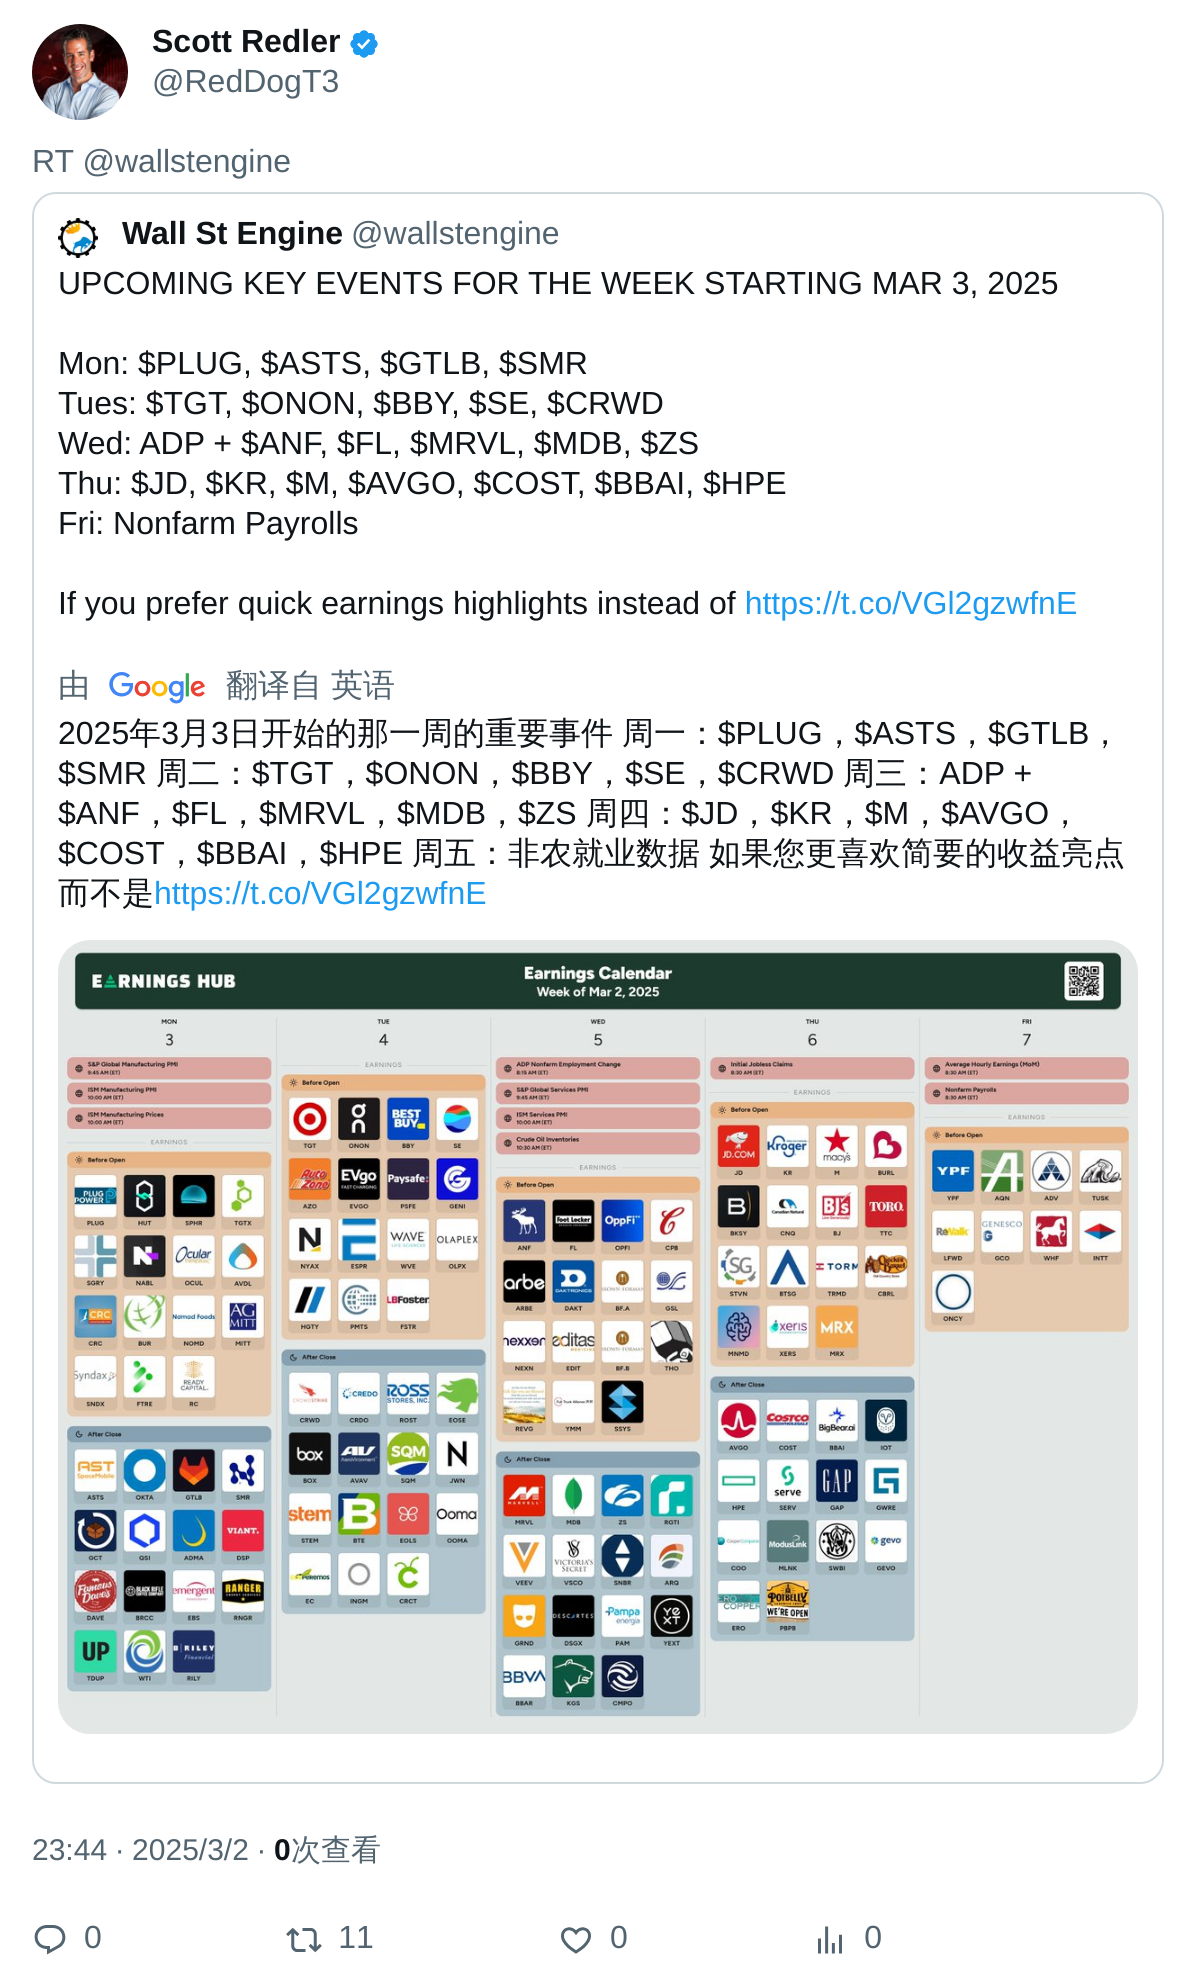 Scott Redler
@RedDogT3
RT @wallstengine
Wall St Engine @wallstengine
UPCOMING KEY EVENTS FOR THE WEEK STARTING MAR 3, 2025
Mon: $PLUG, $ASTS, $GTLB, $SMR
Tues: $TGT, $ONON, $BBY, $SE, $CRWD
Wed: ADP + $ANF, $FL, $MRVL, $MDB, $ZS
Thu: $JD, $KR, $M, $AVGO, $COST, $BBAI, $HPE
Fri: Nonfarm Payrolls
If you prefer quick earnings highlights instead of https://t.co/VGl2gzwfnE
由 Google 翻译自 英语
2025年3月3日开始的那一周的重要事件 周一：$PLUG，$ASTS，$GTLB，
$SMR 周二：$TGT，$ONON，$BBY，$SE，$CRWD 周三：ADP +
$ANF，$FL，$MRVL，$MDB，$ZS 周四：$JD，$KR，$M，$AVGO，
$COST，$BBAI，$HPE 周五：非农就业数据 如果您更喜欢简要的收益亮点
而不是https://t.co/VGl2gzwfnE
EARNINGS HUB
Earnings Calendar
Week of Mar 2, 2025
MON
3
S&P Global Manufacturing PMI
9:45 AM (ET)
ISM Manufacturing PMI
10:00 AM (ET)
ISM Manufacturing Prices
10:00 AM (ET)
EARNINGS
Before Open
PLUG HUT SPHR TGTX
SGRY NABL OCUL AVDL
CRC BUR NOMD MITT
SNDX FTRE RC
After Close
ASTS OKTA GTLB SMR
GCT QSI ADMA DSP
DAVE BRCC EBS RNGR
TDUP WTI RILY
TUE
4
EARNINGS
Before Open
TGT ONON BBY SE
AZO EVGO PSFE GENI
NYAX ESPR WVE OLPX
HGTY PMTS FSTR
After Close
CRWD CRDO ROST EOSE
BOX AVAV SQM JWN
STEM BTE EOLS OOMA
EC INGM CRCT
WED
5
ADP Nonfarm Employment Change
8:15 AM (ET)
S&P Global Services PMI
9:45 AM (ET)
ISM Services PMI
10:00 AM (ET)
Crude Oil Inventories
10:30 AM (ET)
EARNINGS
Before Open
ANF FL OPFI CPB
ARBE DAKT BF.A GSL
NEXN EDIT BF.B THO
REVG YMM SSYS
After Close
MRVL MDB ZS RGTI
VEEV VSCO SNBR ARQ
GRND DSGX PAM YEXT
BBAR KGS CMPO
THU
6
Initial Jobless Claims
8:30 AM (ET)
EARNINGS
Before Open
JD KR M BURL
BKSY CNQ BJ TTC
STVN BTSG TRMD CBRL
MNMD XERS MRX
After Close
AVGO COST BBAI IOT
HPE SERV GAP GWRE
COO MLNK SWBI GEVO
ERO PBPB
FRI
7
Average Hourly Earnings (MoM)
8:30 AM (ET)
Nonfarm Payrolls
8:30 AM (ET)
EARNINGS
Before Open
YPF AQN ADV TUSK
LFWD GCO WHF INTT
ONCY
23:44 · 2025/3/2 · 0次查看
0 11 0 0